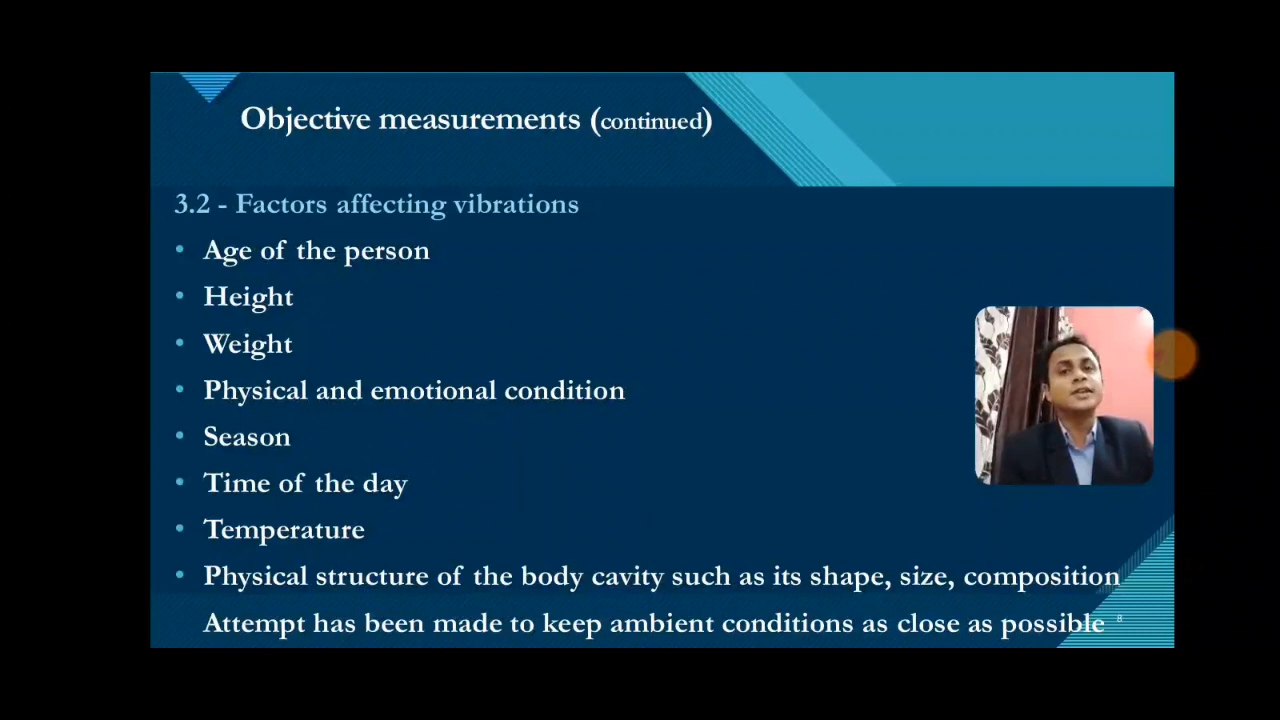 Objective measurements (continued)
3.2 - Factors affecting vibrations
• Age of the person
• Height
• Weight
• Physical and emotional condition
• Season
• Time of the day
• Temperature
• Physical structure of the body cavity such as its shape, size, composition
Attempt has been made to keep ambient conditions as close as possible
8